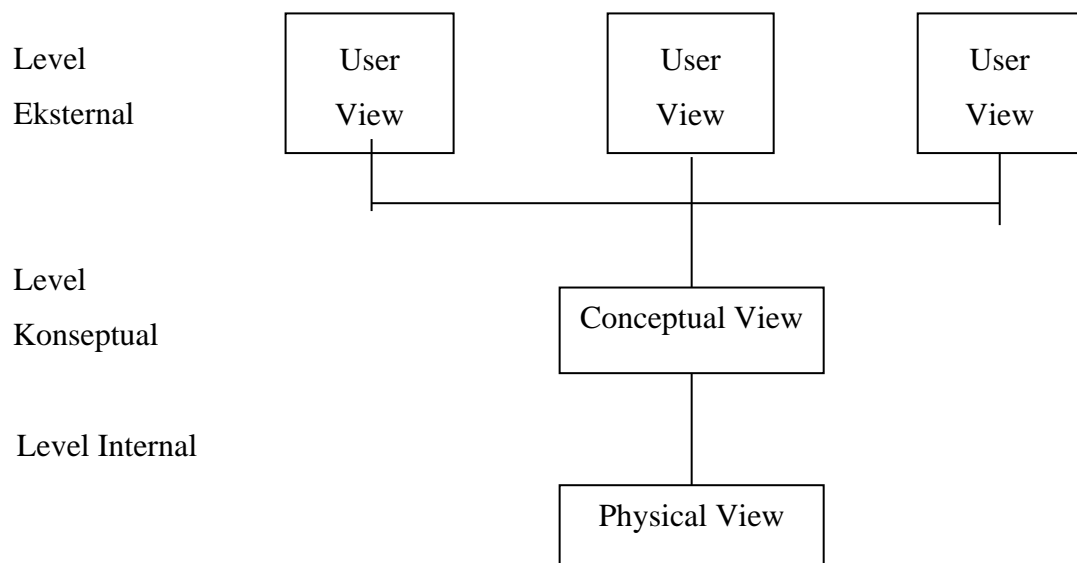 Level
Eksternal
User
View
User
View
User
View
Level
Konseptual
Conceptual View
Level Internal
Physical View